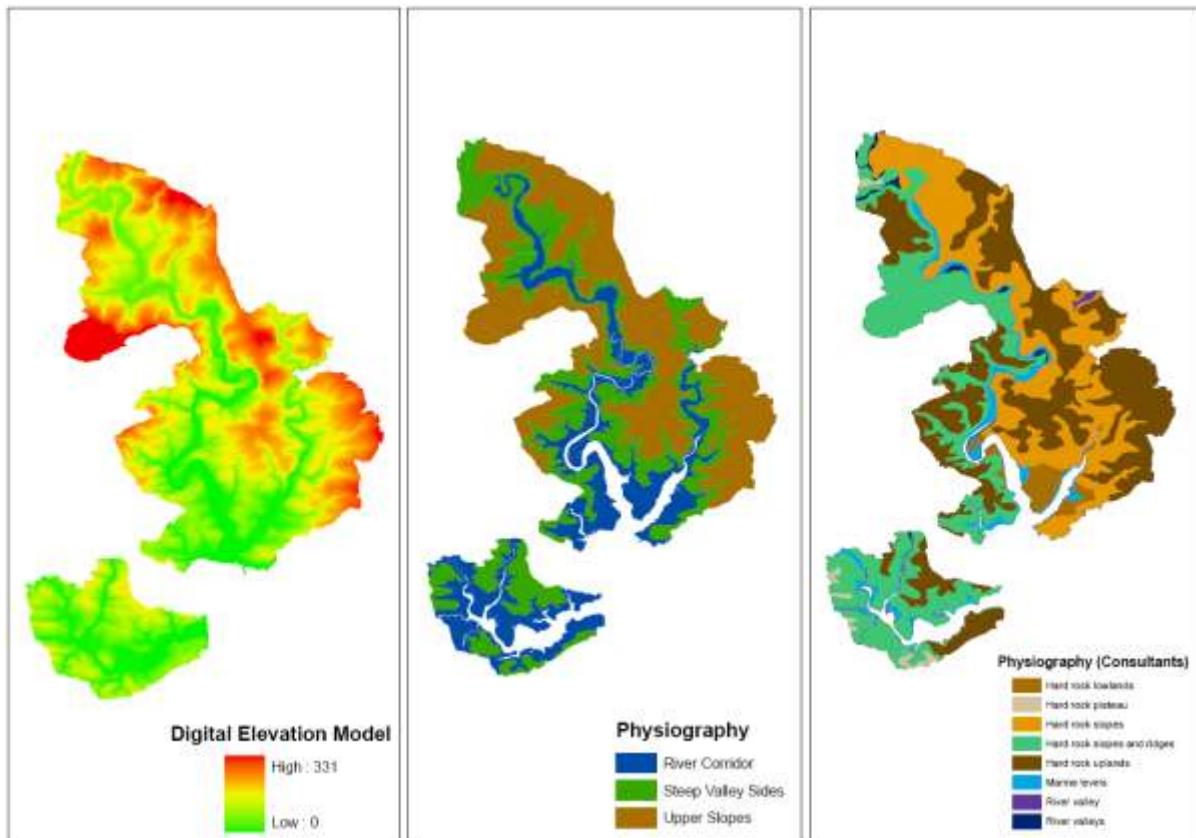 Digital Elevation Model
High : 331
Low : 0
Physiography
River Corridor
Steep Valley Sides
Upper Slopes
Physiography (Consultants)
Hard rock lowlands
Hard rock plateau
Hard rock slopes
Hard rock slopes and ridges
Hard rock uplands
Marine levels
River valley
River valleys